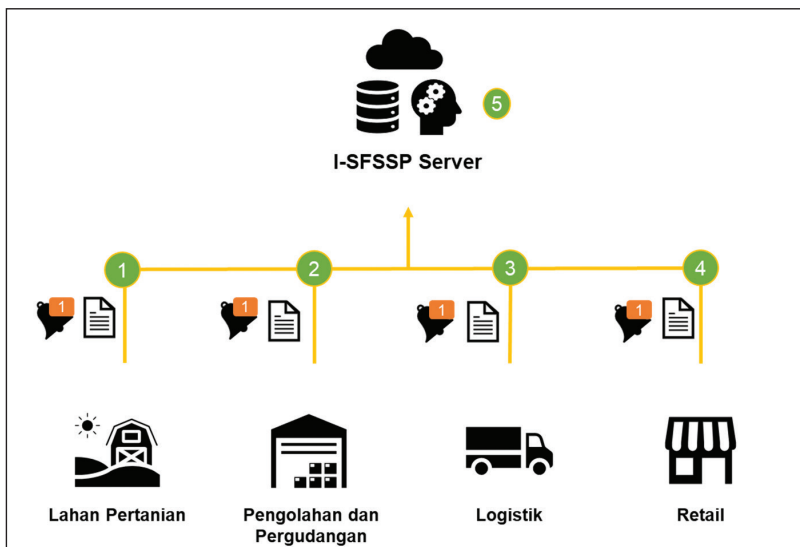 5
I-SFSSP Server
1
2
3
4
1
1
1
1
Lahan Pertanian
Pengolahan dan
Pergudangan
Logistik
Retail